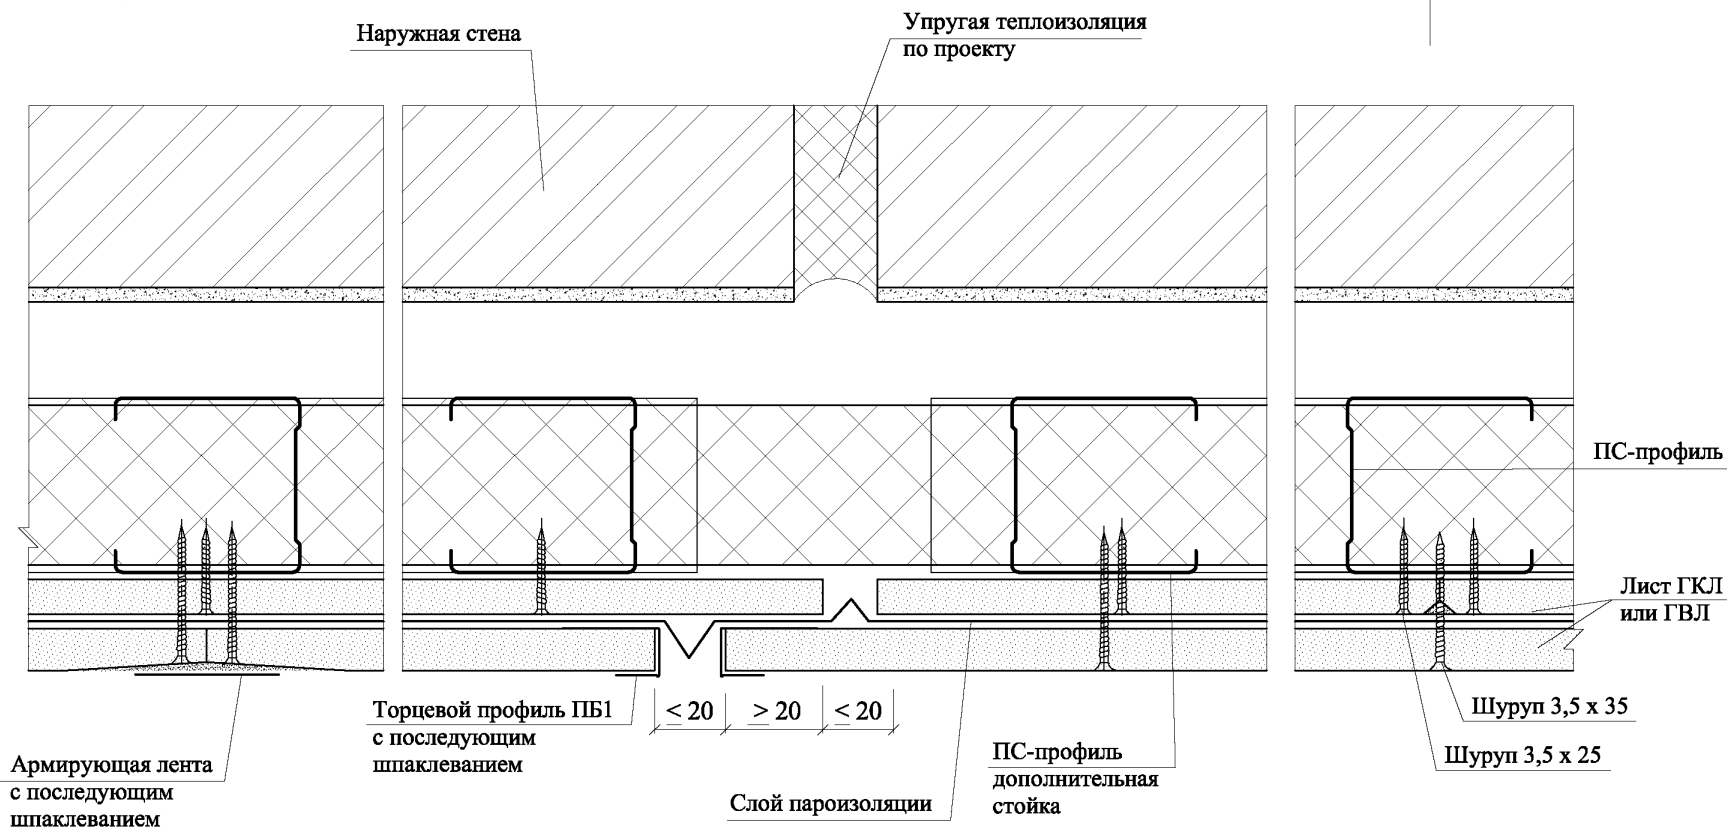 Наружная стена
Упругая теплоизоляция
по проекту
ПС-профиль
Лист ГКЛ
или ГВЛ
Шуруп 3,5 х 35
Шуруп 3,5 х 25
Торцевой профиль ПБ1
с последующим
шпаклеванием
≤ 20
> 20
≤ 20
ПС-профиль
дополнительная
стойка
Слой пароизоляции
Армирующая лента
с последующим
шпаклеванием